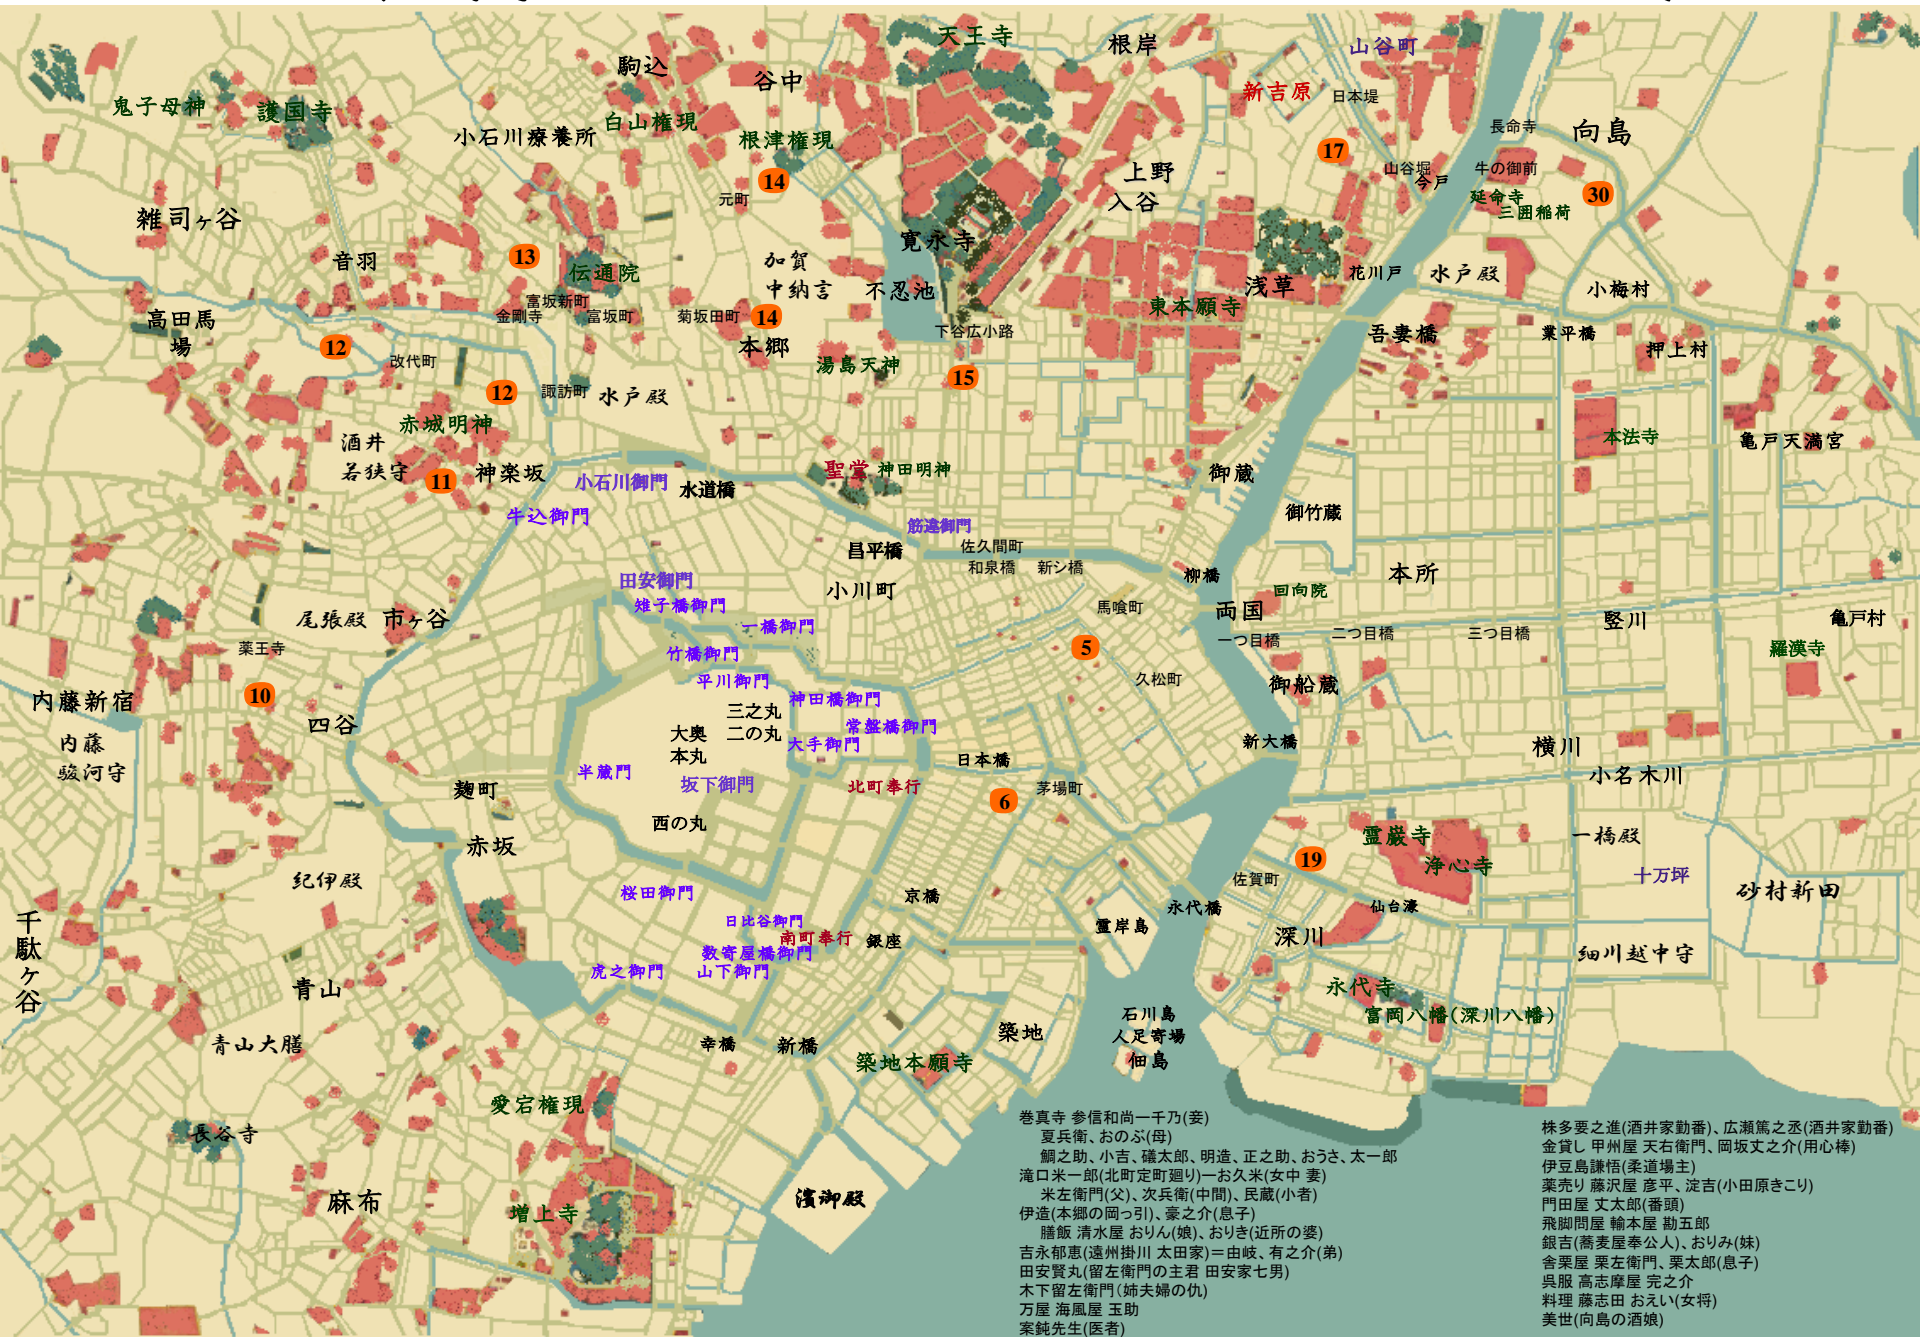 天王寺
根岸
山谷町
駒込
谷中
新吉原
日本堤
鬼子母神
護国寺
白山権現
小石川療養所
根津権現
長命寺
向島
17
14
元町
上野
入谷
山谷堀
今戸
牛の御前
延命寺
三囲稲荷
30
雑司ヶ谷
音羽
13
伝通院
寛永寺
加賀
中納言
不忍池
浅草
花川戸
水戸殿
小梅村
東本願寺
富坂新町
金剛寺
富坂町
菊坂田町
14
本郷
下谷広小路
高田馬
場
12
改代町
吾妻橋
業平橋
押上村
湯島天神
15
12
諏訪町
水戸殿
赤城明神
酒井
若狭守
11
神楽坂
本法寺
亀戸天満宮
聖堂
神田明神
御蔵
小石川御門
水道橋
牛込御門
筋違御門
御竹蔵
昌平橋
佐久間町
和泉橋
新シ橋
柳橋
本所
田安御門
小川町
雉子橋御門
馬喰町
回向院
両国
尾張殿
市ヶ谷
一橋御門
一つ目橋
二つ目橋
三つ目橋
竪川
亀戸村
薬王寺
竹橋御門
5
羅漢寺
10
平川御門
久松町
御船蔵
内藤新宿
神田橋御門
四谷
三之丸
二の丸
常盤橋御門
大奥
本丸
大手御門
新大橋
横川
内藤
駿河守
半蔵門
日本橋
坂下御門
北町奉行
茅場町
小名木川
麹町
6
西の丸
赤坂
霊巌寺
浄心寺
一橋殿
19
佐賀町
十万坪
砂村新田
紀伊殿
桜田御門
京橋
永代橋
仙台濠
日比谷御門
南町奉行
銀座
霊岸島
深川
千駄ヶ谷
数寄屋橋御門
虎之御門
山下御門
細川越中守
青山
永代寺
富岡八幡(深川八幡)
石川島
人足寄場
佃島
築地
青山大膳
幸橋
新橋
築地本願寺
愛宕権現
長谷寺
麻布
増上寺
濱御殿
巻真寺 参信和尚ー千乃(妾)
夏兵衛、おのぶ(母)
鯛之助、小吉、礒太郎、明造、正之助、おうさ、太一郎
滝口米一郎(北町定町廻り)ーお久米(女中 妻)
米左衛門(父)、次兵衛(中間)、民蔵(小者)
伊造(本郷の岡っ引)、豪之介(息子)
膳飯 清水屋 おりん(娘)、おりき(近所の婆)
吉永郁恵(遠州掛川 太田家)＝由岐、有之介(弟)
田安賢丸(留左衛門の主君 田安家七男)
木下留左衛門(姉夫婦の仇)
万屋 海風屋 玉助
案鈍先生(医者)
株多要之進(酒井家勤番)、広瀬篤之丞(酒井家勤番)
金貸し 甲州屋 天右衛門、岡坂丈之介(用心棒)
伊豆島謙悟(柔道場主)
薬売り 藤沢屋 彦平、淀吉(小田原きこり)
門田屋 丈太郎(番頭)
飛脚問屋 輪本屋 勘五郎
銀吉(蕎麦屋奉公人)、おりみ(妹)
舎栗屋 栗左衛門、栗太郎(息子)
呉服 高志摩屋 完之介
料理 藤志田 おえい(女将)
美世(向島の酒娘)